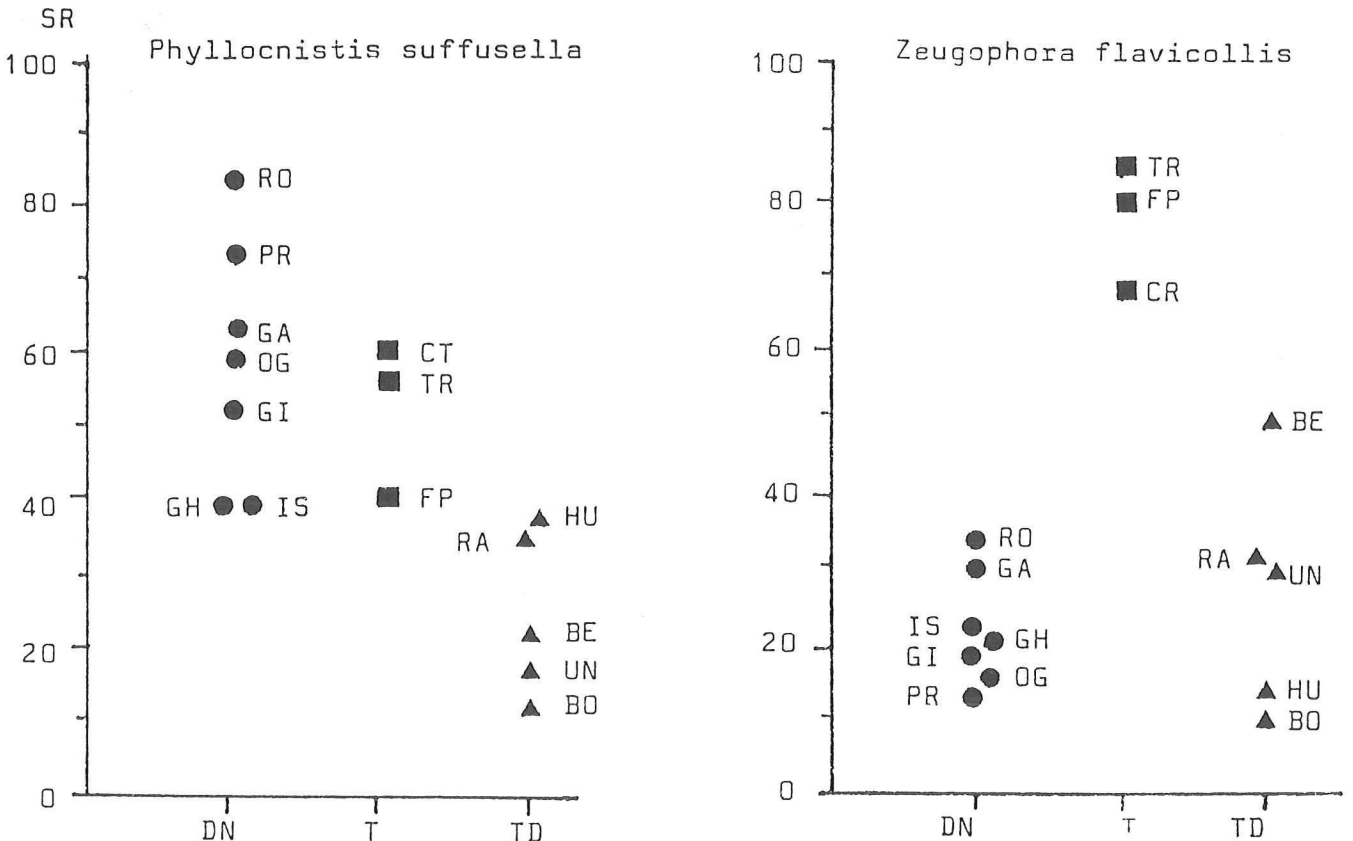 SR
Phyllocnistis suffusella
100
80
60
40
20
0
RO
PR
GA
OG
GI
GH IS
CT
TR
FP
HU
RA
BE
UN
BO
DN T TD
Zeugophora flavicollis
100
80
60
40
20
0
TR
FP
CR
BE
RO
GA
RA UN
IS GH
GI
OG
PR
HU
BO
DN T TD